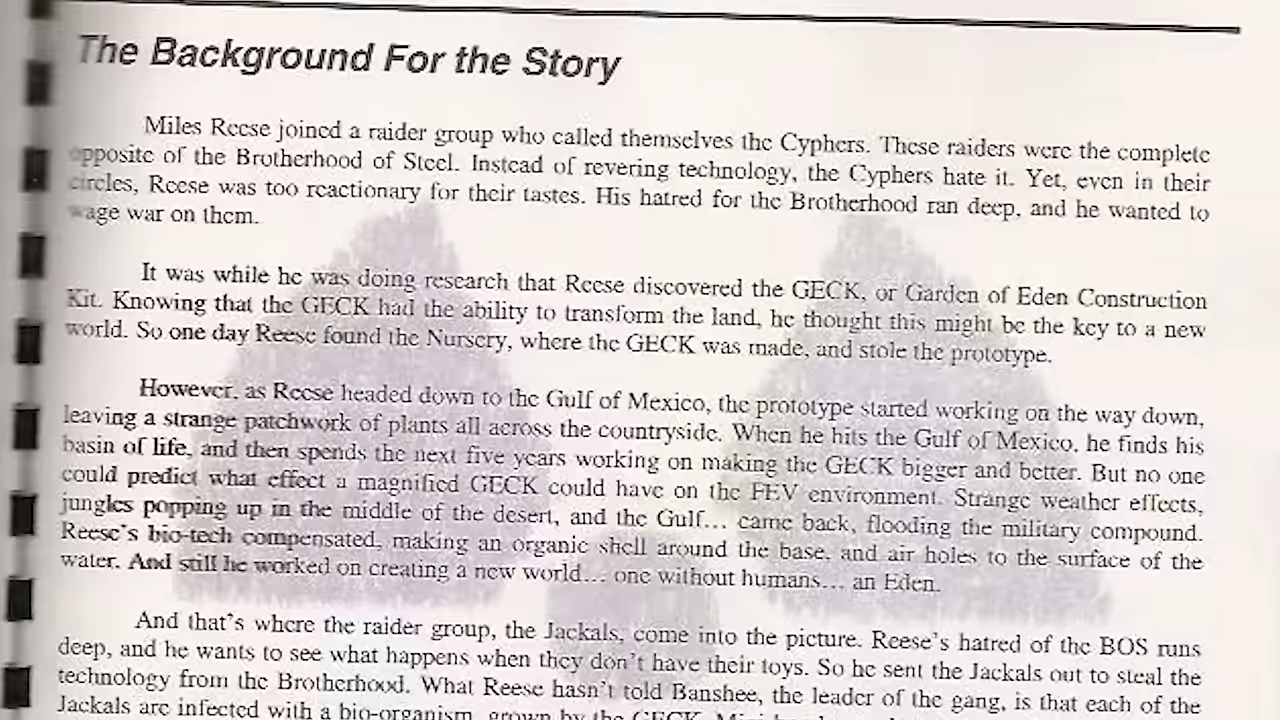 The Background For the Story
Miles Reese joined a raider group who called themselves the Cyphers. These raiders were the complete
opposite of the Brotherhood of Steel. Instead of revering technology, the Cyphers hate it. Yet, even in their
circles, Reese was too reactionary for their tastes. His hatred for the Brotherhood ran deep, and he wanted to
wage war on them.
It was while he was doing research that Reese discovered the GECK, or Garden of Eden Construction
Kit. Knowing that the GECK had the ability to transform the land, he thought this might be the key to a new
world. So one day Reese found the Nursery, where the GECK was made, and stole the prototype.
However, as Reese headed down to the Gulf of Mexico, the prototype started working on the way down,
leaving a strange patchwork of plants all across the countryside. When he hits the Gulf of Mexico, he finds his
basin of life, and then spends the next five years working on making the GECK bigger and better. But no one
could predict what effect a magnified GECK could have on the FEV environment. Strange weather effects,
jungles popping up in the middle of the desert, and the Gulf... came back, flooding the military compound.
Reese's bio-tech compensated, making an organic shell around the base, and air holes to the surface of the
water. And still he worked on creating a new world... one without humans... an Eden.
And that's where the raider group, the Jackals, come into the picture. Reese's hatred of the BOS runs
deep, and he wants to see what happens when they don't have their toys. So he sent the Jackals out to steal the
technology from the Brotherhood. What Reese hasn't told Banshee, the leader of the gang, is that each of the
Jackals are infected with a bio-organism, grown by the GECK.